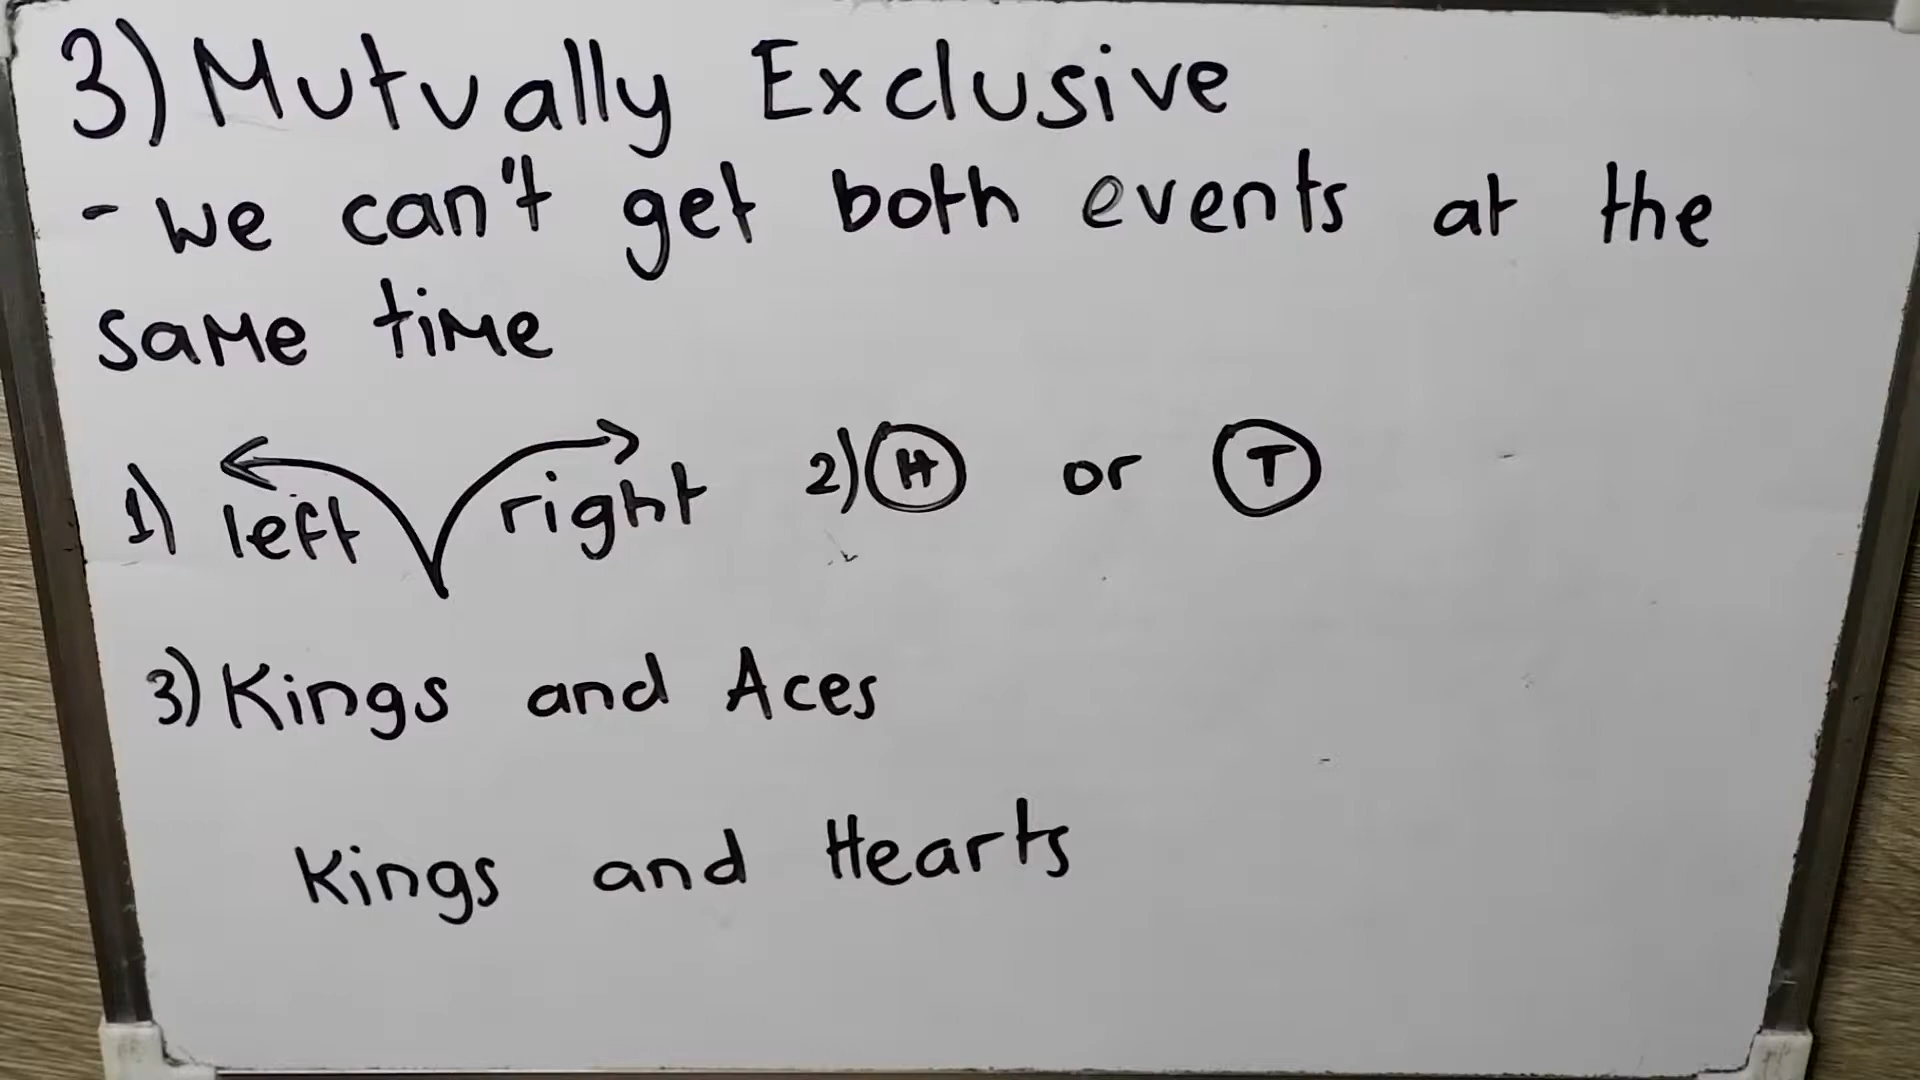 3) Mutually Exclusive
- we can't get both events at the
same time
1) left right 2) H or T
3) Kings and Aces
Kings and Hearts